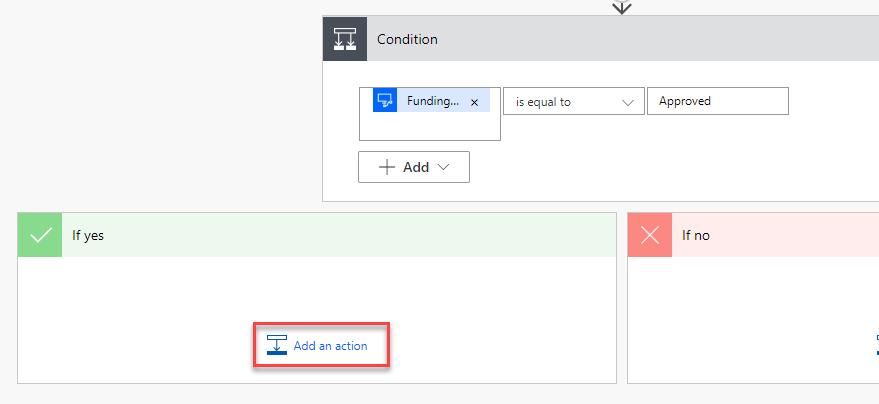 Condition
Funding... × is equal to Approved
Add
If yes
If no
Add an action